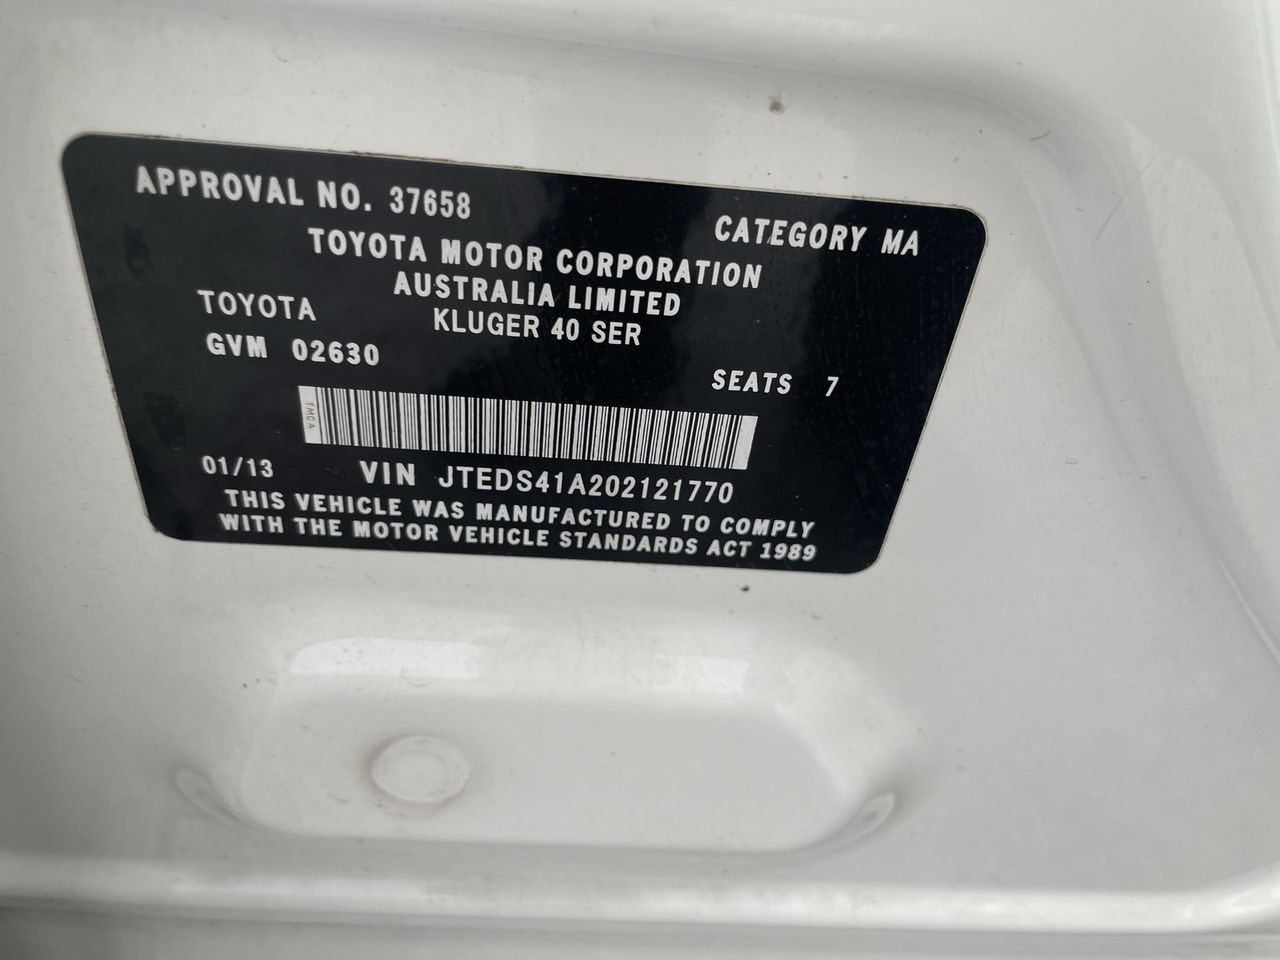 APPROVAL NO. 37658
CATEGORY MA
TOYOTA MOTOR CORPORATION
AUSTRALIA LIMITED
TOYOTA KLUGER 40 SER
GVM 02630
SEATS 7
TMCA
01/13 VIN JTEDS41A202121770
THIS VEHICLE WAS MANUFACTURED TO COMPLY
WITH THE MOTOR VEHICLE STANDARDS ACT 1989